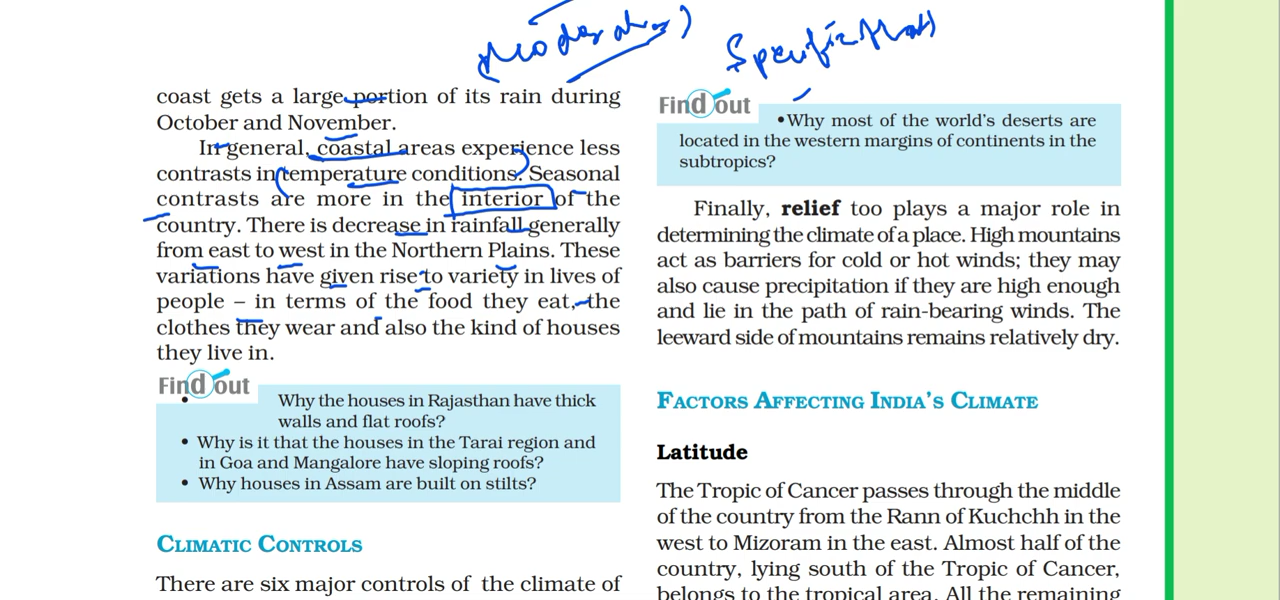 (Moderates)
Specifically
coast gets a large portion of its rain during
October and November.
In general, coastal areas experience less
contrasts in temperature conditions. Seasonal
contrasts are more in the interior of the
country. There is decrease in rainfall generally
from east to west in the Northern Plains. These
variations have given rise to variety in lives of
people – in terms of the food they eat, the
clothes they wear and also the kind of houses
they live in.
Find out
Why the houses in Rajasthan have thick
walls and flat roofs?
• Why is it that the houses in the Tarai region and
in Goa and Mangalore have sloping roofs?
• Why houses in Assam are built on stilts?
CLIMATIC CONTROLS
There are six major controls of the climate of
Find out
• Why most of the world's deserts are
located in the western margins of continents in the
subtropics?
Finally, relief too plays a major role in
determining the climate of a place. High mountains
act as barriers for cold or hot winds; they may
also cause precipitation if they are high enough
and lie in the path of rain-bearing winds. The
leeward side of mountains remains relatively dry.
FACTORS AFFECTING INDIA'S CLIMATE
Latitude
The Tropic of Cancer passes through the middle
of the country from the Rann of Kuchchh in the
west to Mizoram in the east. Almost half of the
country, lying south of the Tropic of Cancer,
belongs to the tropical area. All the remaining